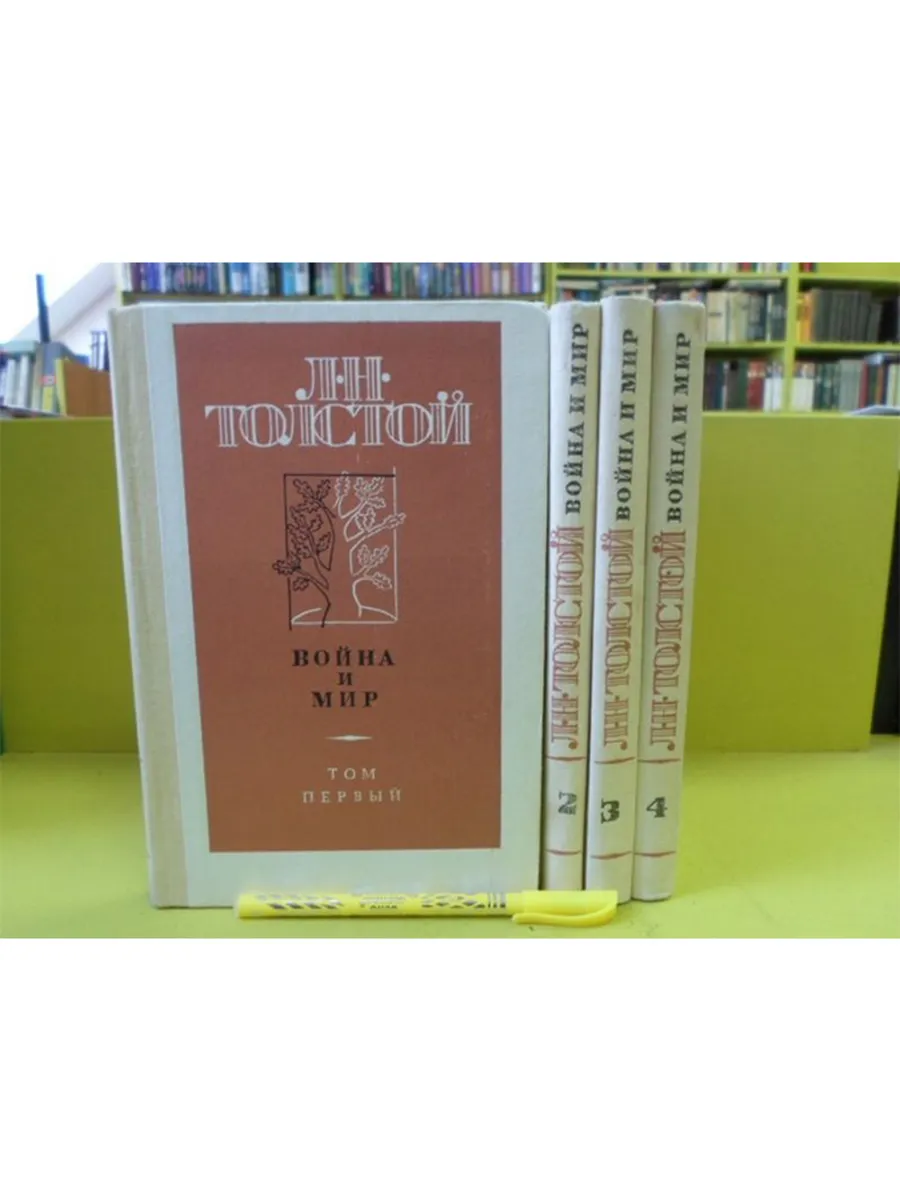 Л·Н·
ТОЛСТОЙ
ВОЙНА
И
МИР
ТОМ
ПЕРВЫЙ
Л·Н·ТОЛСТОЙ ВОЙНА И МИР
2
Л·Н·ТОЛСТОЙ ВОЙНА И МИР
3
Л·Н·ТОЛСТОЙ ВОЙНА И МИР
4